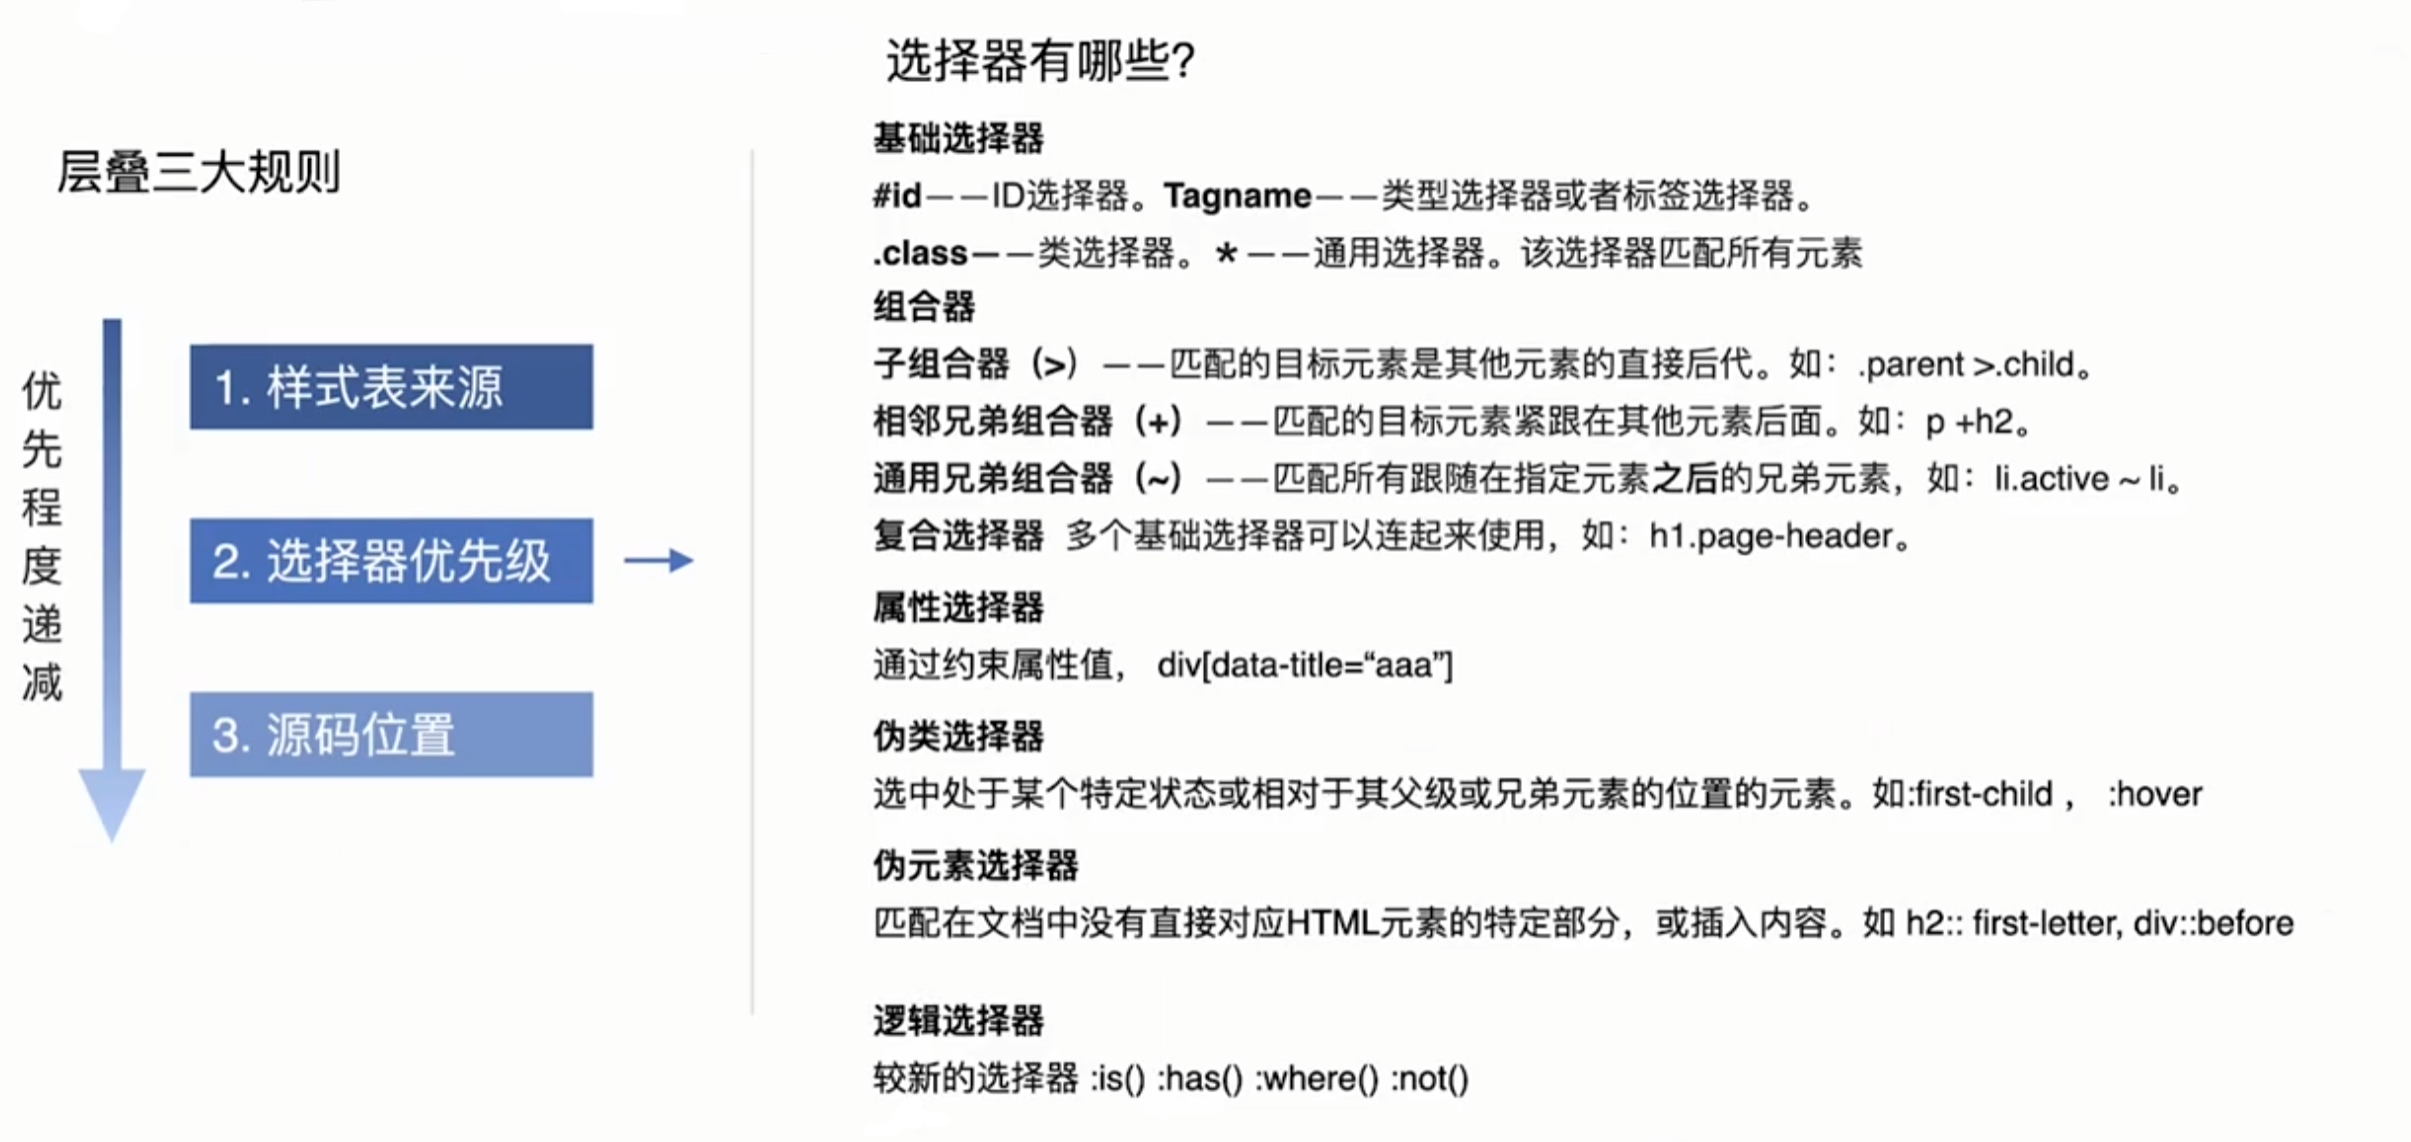 层叠三大规则
优先程度递减
1. 样式表来源
2. 选择器优先级
3. 源码位置
选择器有哪些？
基础选择器
#id——ID选择器。Tagname——类型选择器或者标签选择器。
.class——类选择器。*——通用选择器。该选择器匹配所有元素
组合器
子组合器（>）——匹配的目标元素是其他元素的直接后代。如：.parent >.child。
相邻兄弟组合器（+）——匹配的目标元素紧跟在其他元素后面。如：p +h2。
通用兄弟组合器（~）——匹配所有跟随在指定元素之后的兄弟元素，如：li.active ~ li。
复合选择器 多个基础选择器可以连起来使用，如：h1.page-header。
属性选择器
通过约束属性值， div[data-title=“aaa”]
伪类选择器
选中处于某个特定状态或相对于其父级或兄弟元素的位置的元素。如:first-child ， :hover
伪元素选择器
匹配在文档中没有直接对应HTML元素的特定部分，或插入内容。如 h2:: first-letter, div::before
逻辑选择器
较新的选择器 :is() :has() :where() :not()